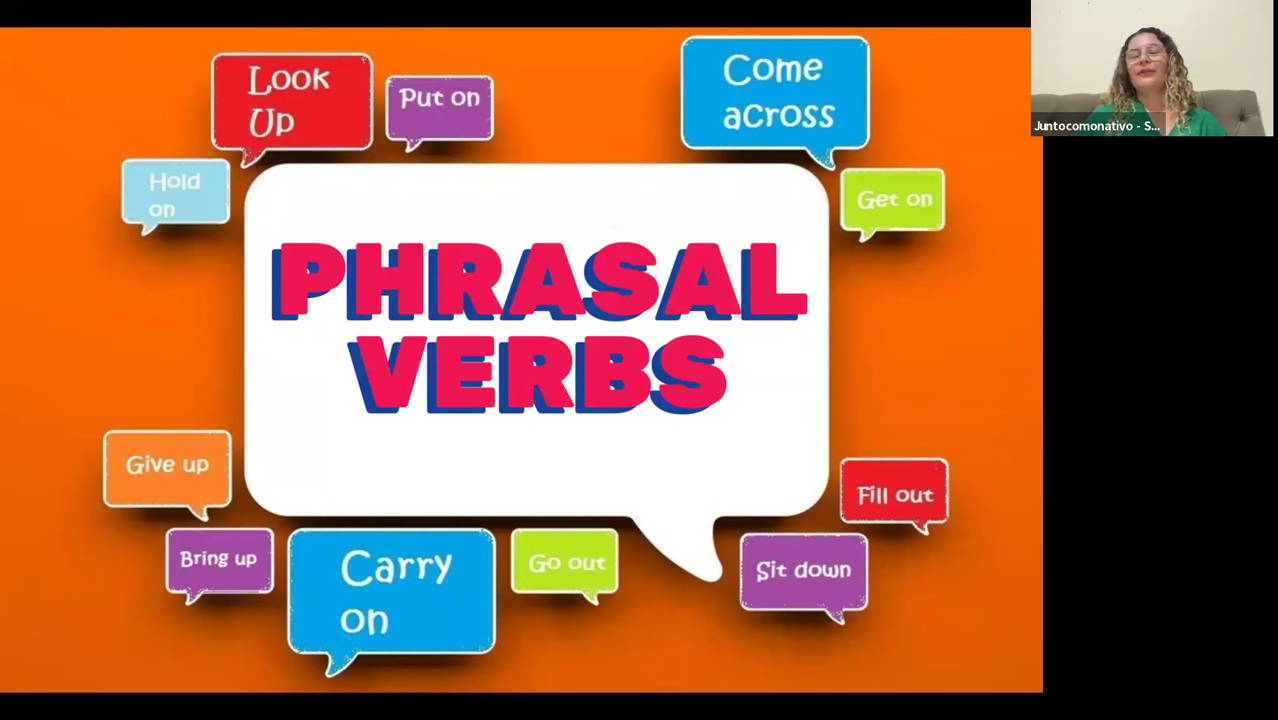 Look
Up
Put on
Come
across
Juntocomonativo - S...
Hold
on
Get on
PHRASAL
VERBS
Give up
Fill out
Bring up
Carry
on
Go out
Sit down